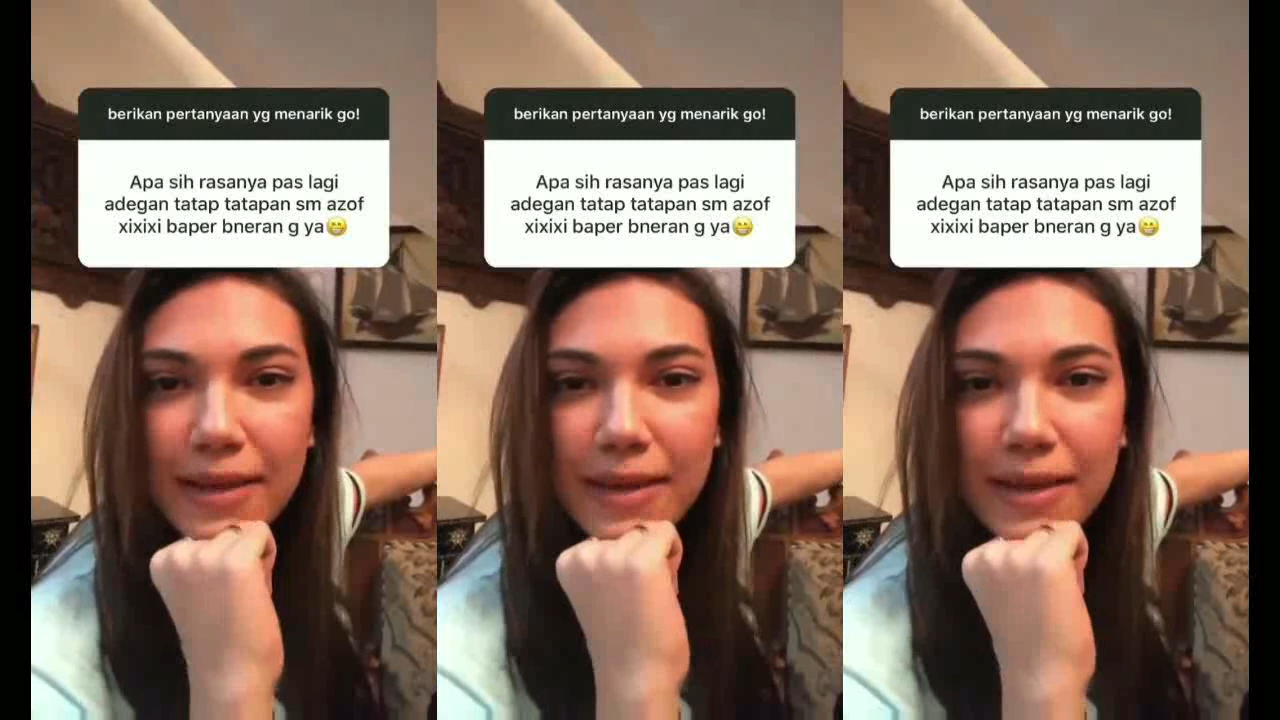 berikan pertanyaan yg menarik go!
Apa sih rasanya pas lagi
adegan tatap tatapan sm azof
xixixi baper bneran g ya😁
berikan pertanyaan yg menarik go!
Apa sih rasanya pas lagi
adegan tatap tatapan sm azof
xixixi baper bneran g ya😁
berikan pertanyaan yg menarik go!
Apa sih rasanya pas lagi
adegan tatap tatapan sm azof
xixixi baper bneran g ya😁